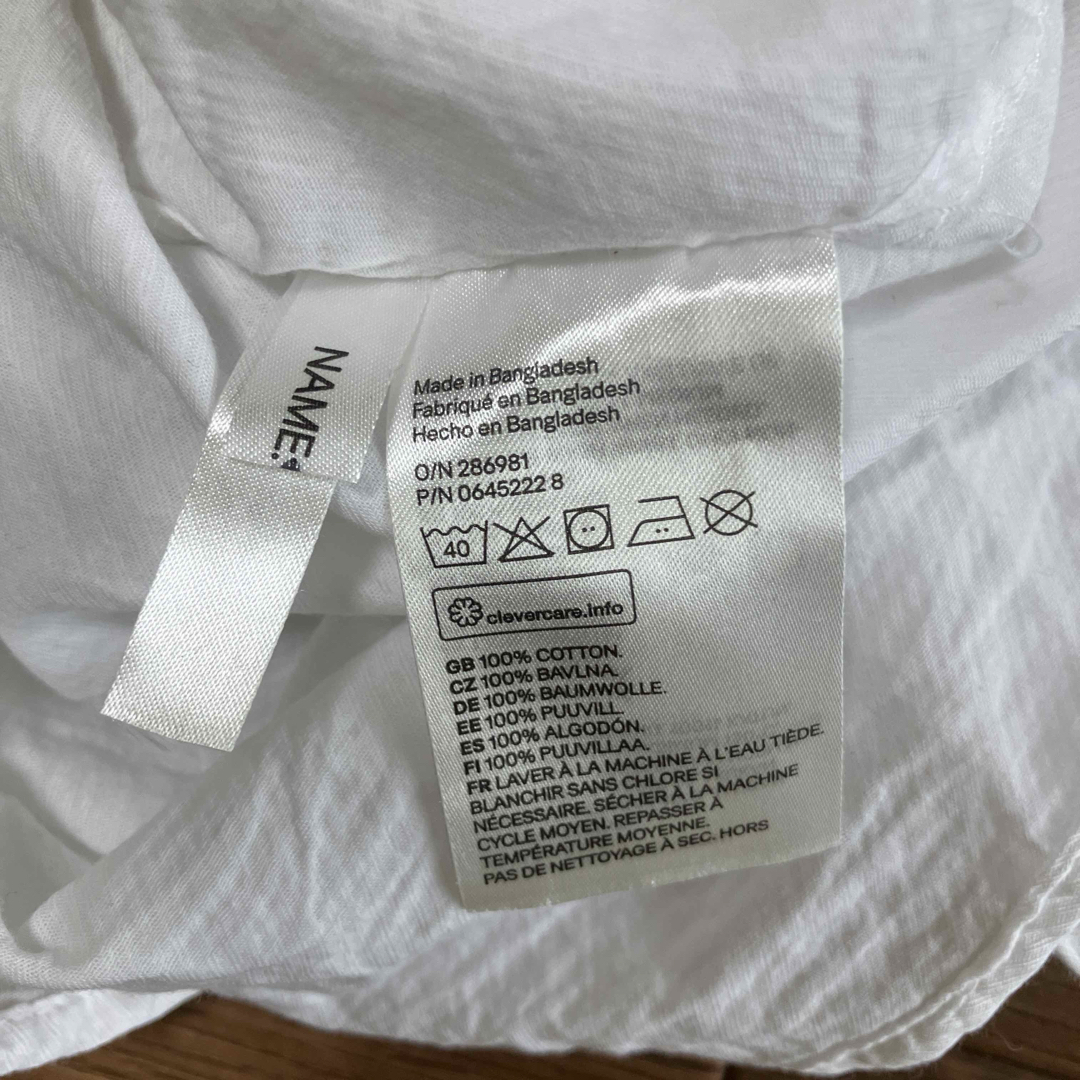 NAME:
Made in Bangladesh
Fabriqué en Bangladesh
Hecho en Bangladesh
O/N 286981
P/N 0645222 8
40
clevercare.info
GB 100% COTTON.
CZ 100% BAVLNA.
DE 100% BAUMWOLLE.
EE 100% PUUVILL.
ES 100% ALGODÓN.
FI 100% PUUVILLAA.
FR LAVER À LA MACHINE À L'EAU TIÈDE.
BLANCHIR SANS CHLORE SI
NÉCESSAIRE. SÉCHER À LA MACHINE
CYCLE MOYEN. REPASSER À
TEMPÉRATURE MOYENNE.
PAS DE NETTOYAGE À SEC. HORS